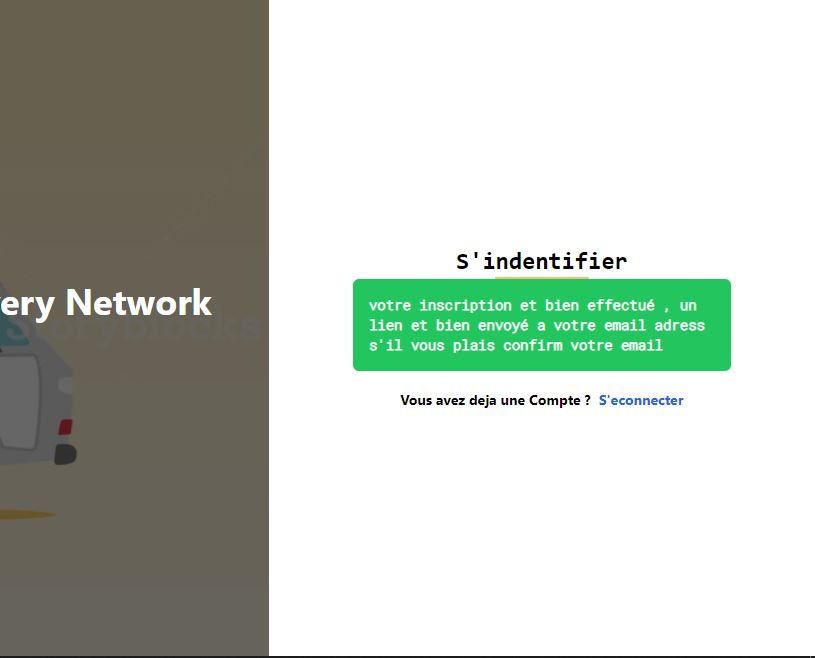 ery Network
Storyblocks
S'indentifier
votre inscription et bien effectué , un
lien et bien envoyé a votre email adress
s'il vous plais confirm votre email
Vous avez deja une Compte ? S'econnecter